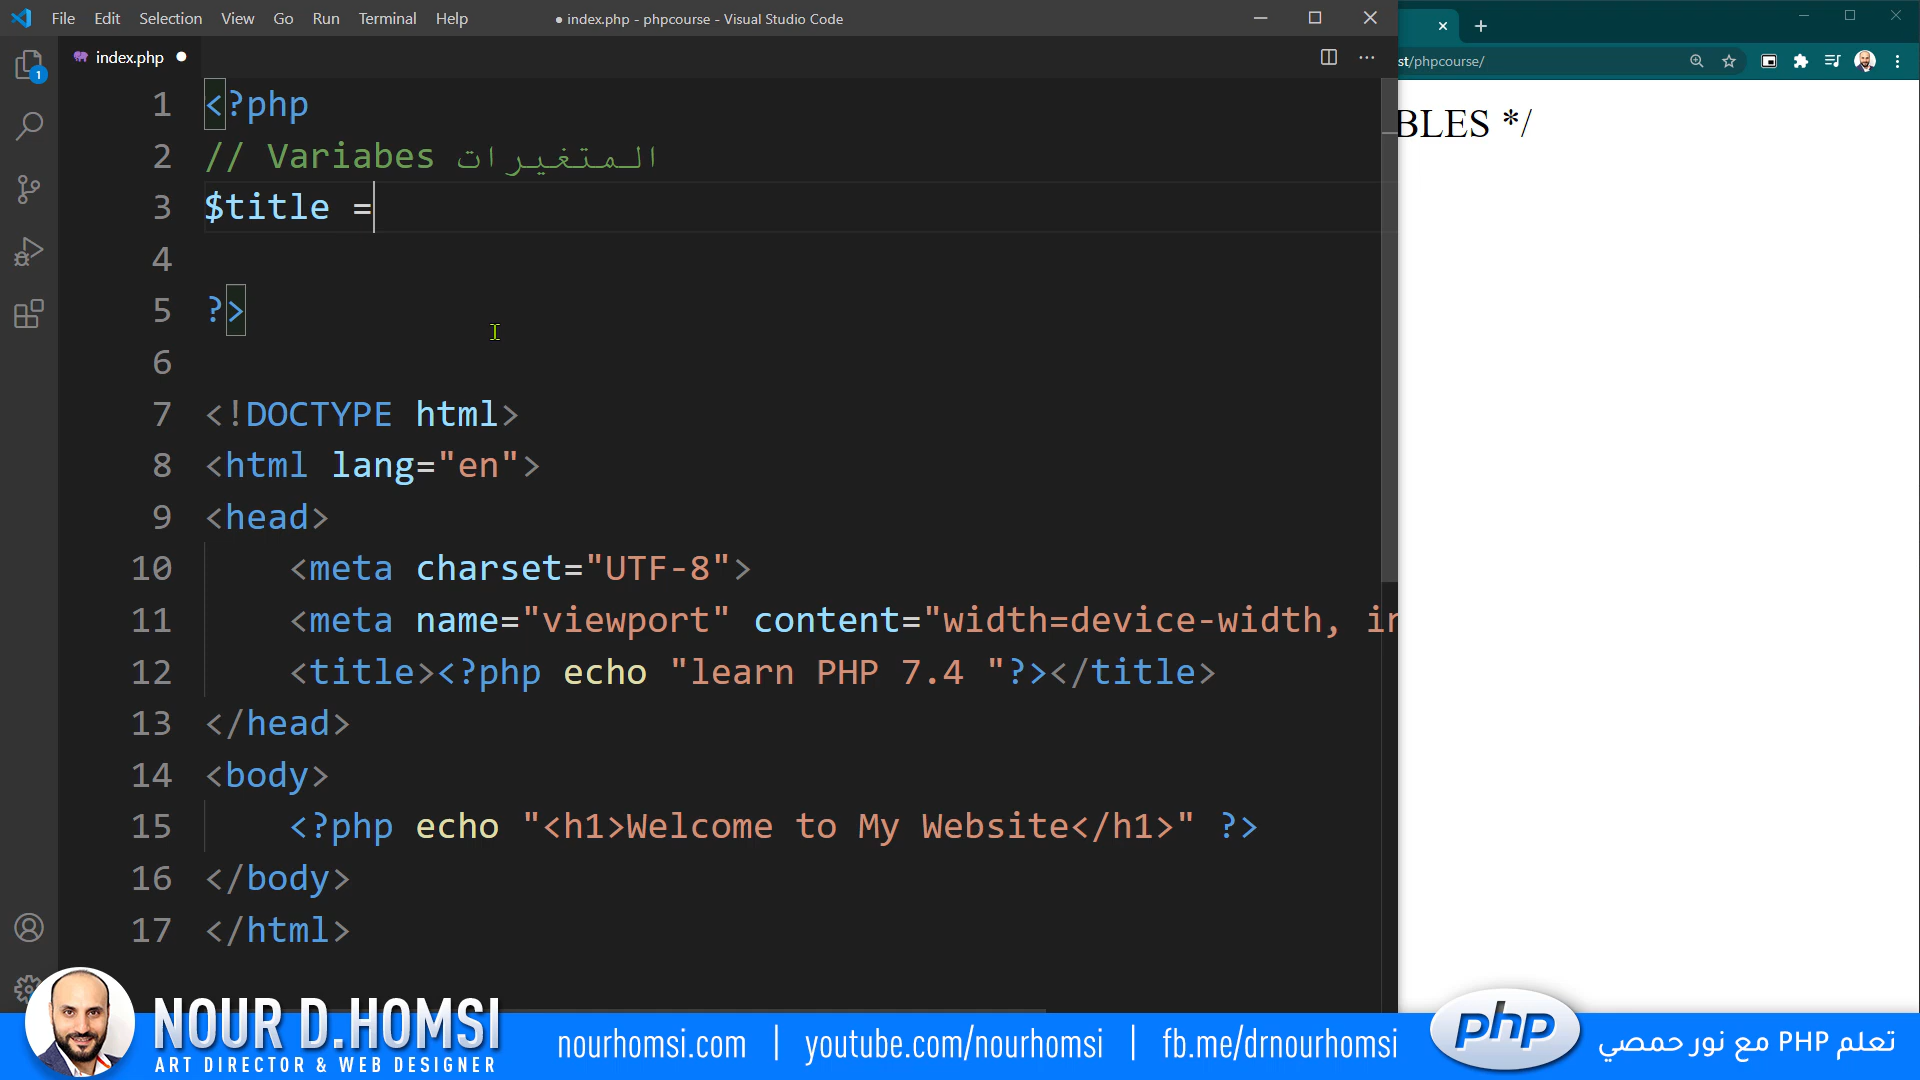 File Edit Selection View Go Run Terminal Help
● index.php - phpcourse - Visual Studio Code
index.php ●
1
st/phpcourse/
BLES */
1 <?php
2 // Variabes المتغيرات
3 $title =
4
5 ?>
6
7 <!DOCTYPE html>
8 <html lang="en">
9 <head>
10 <meta charset="UTF-8">
11 <meta name="viewport" content="width=device-width, in
12 <title><?php echo "learn PHP 7.4 "?></title>
13 </head>
14 <body>
15 <?php echo "<h1>Welcome to My Website</h1>" ?>
16 </body>
17 </html>
NOUR D.HOMSI
ART DIRECTOR & WEB DESIGNER
nourhomsi.com | youtube.com/nourhomsi | fb.me/drnourhomsi
php
تعلم PHP مع نور حمصي